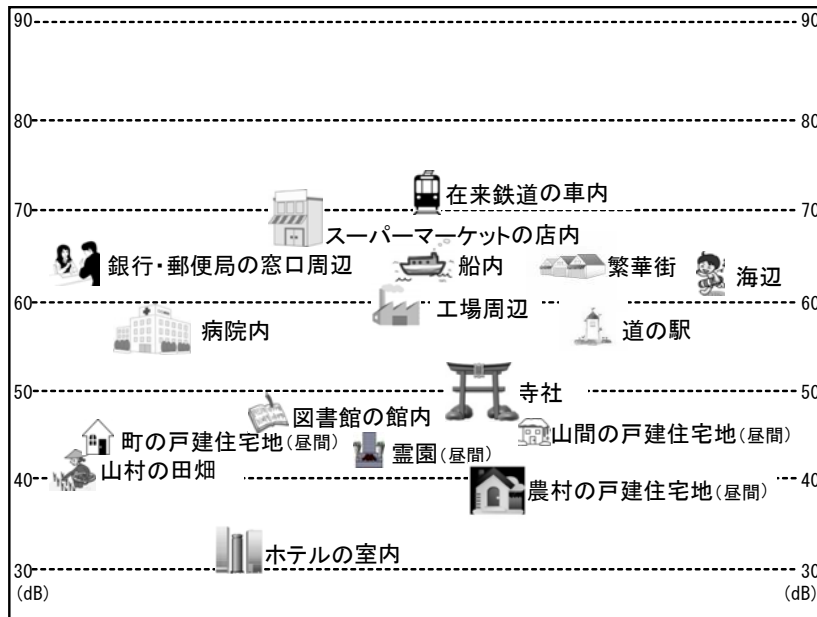 90 90
80 80
在来鉄道の車内
70 70
スーパーマーケットの店内
銀行・郵便局の窓口周辺 船内 繁華街 海辺
60 工場周辺 60
病院内 道の駅
50 寺社 50
図書館の館内
町の戸建住宅地(昼間) 霊園(昼間) 山間の戸建住宅地(昼間)
山村の田畑
40 40
農村の戸建住宅地(昼間)
ホテルの室内
30 30
(dB) (dB)